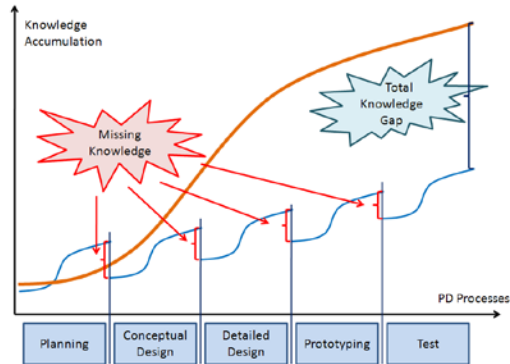 Knowledge
Accumulation
Missing
Knowledge
Total
Knowledge
Gap
PD Processes
Planning
Conceptual
Design
Detailed
Design
Prototyping
Test